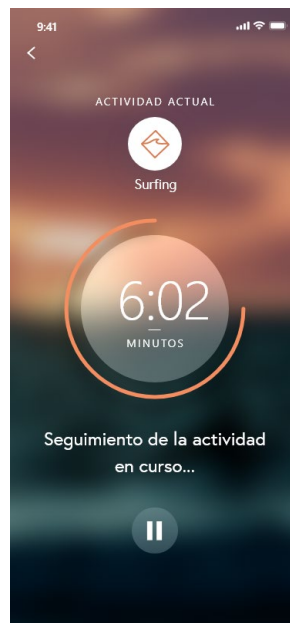 9:41
ACTIVIDAD ACTUAL
Surfing
6:02
MINUTOS
Seguimiento de la actividad
en curso...